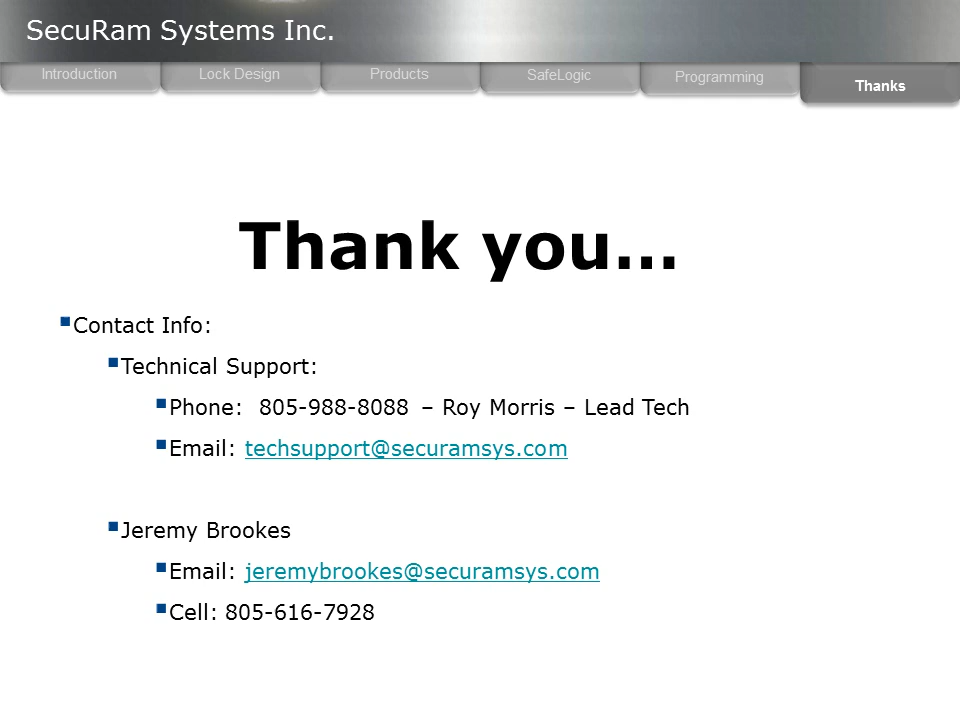 SecuRam Systems Inc.
Introduction
Lock Design
Products
SafeLogic
Programming
Thanks
Thank you…
Contact Info:
Technical Support:
Phone:  805-988-8088 – Roy Morris – Lead Tech
Email: techsupport@securamsys.com
Jeremy Brookes
Email: jeremybrookes@securamsys.com
Cell: 805-616-7928